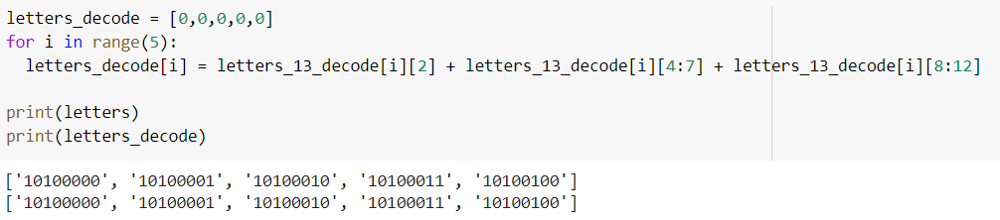 letters_decode = [0,0,0,0,0]
for i in range(5):
  letters_decode[i] = letters_13_decode[i][2] + letters_13_decode[i][4:7] + letters_13_decode[i][8:12]
print(letters)
print(letters_decode)
['10100000', '10100001', '10100010', '10100011', '10100100']
['10100000', '10100001', '10100010', '10100011', '10100100']